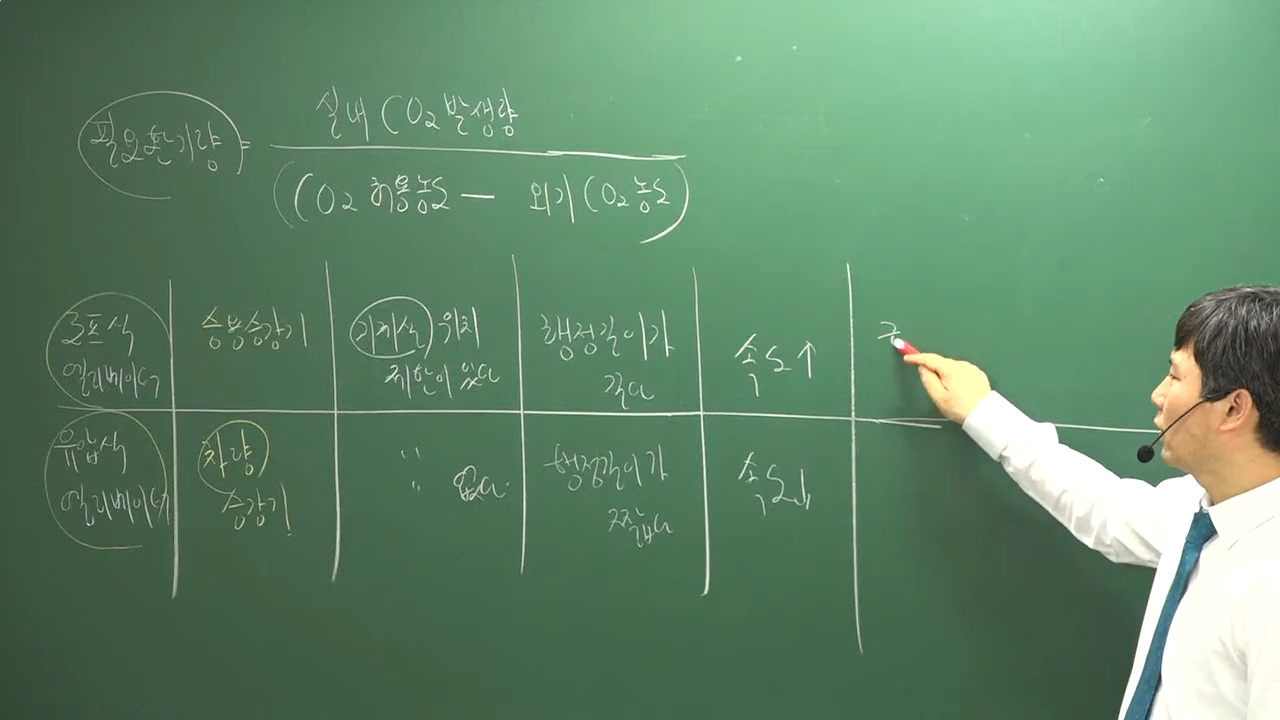 필요환기량 =
실내 CO2 발생량
(CO2 허용농도 — 외기 CO2 농도)
로프식
엘리베이터
승용승강기
기계실 위치
제한이 있다
행정길이가
길다
속도↑
유압식
엘리베이터
차량
승강기
〃
〃 없다.
행정길이가
짧다
속도↓